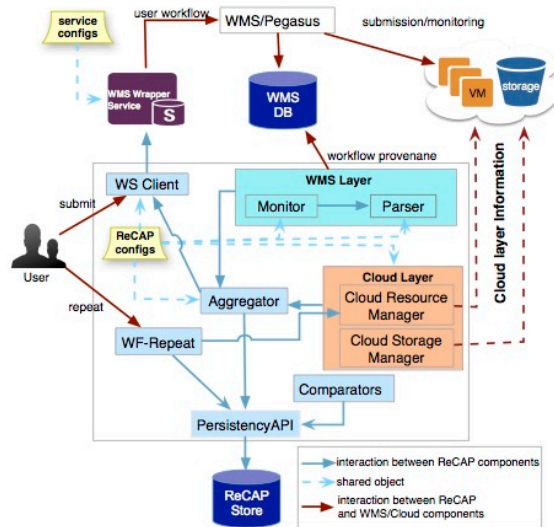 service
configs
user workflow
WMS/Pegasus
submission/monitoring
WMS Wrapper
Service
S
WMS
DB
VM
storage
workflow provenane
WS Client
WMS Layer
Monitor
Parser
submit
ReCAP
configs
User
Cloud layer Information
Cloud Layer
Aggregator
Cloud Resource
Manager
repeat
WF-Repeat
Cloud Storage
Manager
Comparators
PersistencyAPI
ReCAP
Store
interaction between ReCAP components
shared object
interaction between ReCAP
and WMS/Cloud components